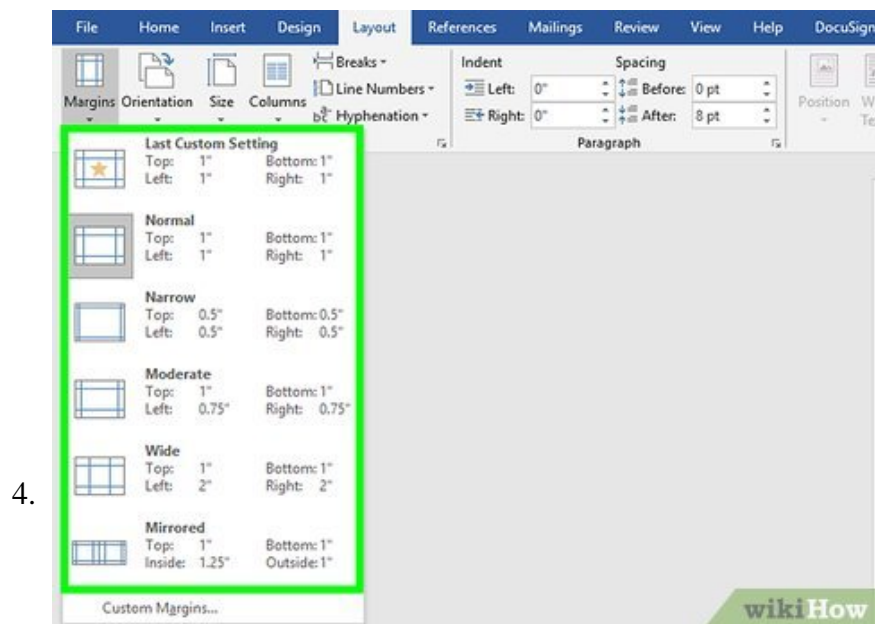 File Home Insert Design Layout References Mailings Review View Help DocuSign
Breaks Indent Spacing
Line Numbers Left: 0" Before: 0 pt
Margins Orientation Size Columns Position
Hyphenation Right: 0" After: 8 pt
Paragraph
Last Custom Setting
Top: 1" Bottom: 1"
Left: 1" Right: 1"
Normal
Top: 1" Bottom: 1"
Left: 1" Right: 1"
Narrow
Top: 0.5" Bottom: 0.5"
Left: 0.5" Right: 0.5"
Moderate
Top: 1" Bottom: 1"
Left: 0.75" Right: 0.75"
Wide
Top: 1" Bottom: 1"
Left: 2" Right: 2"
4.
Mirrored
Top: 1" Bottom: 1"
Inside: 1.25" Outside: 1"
Custom Margins...
wikiHow